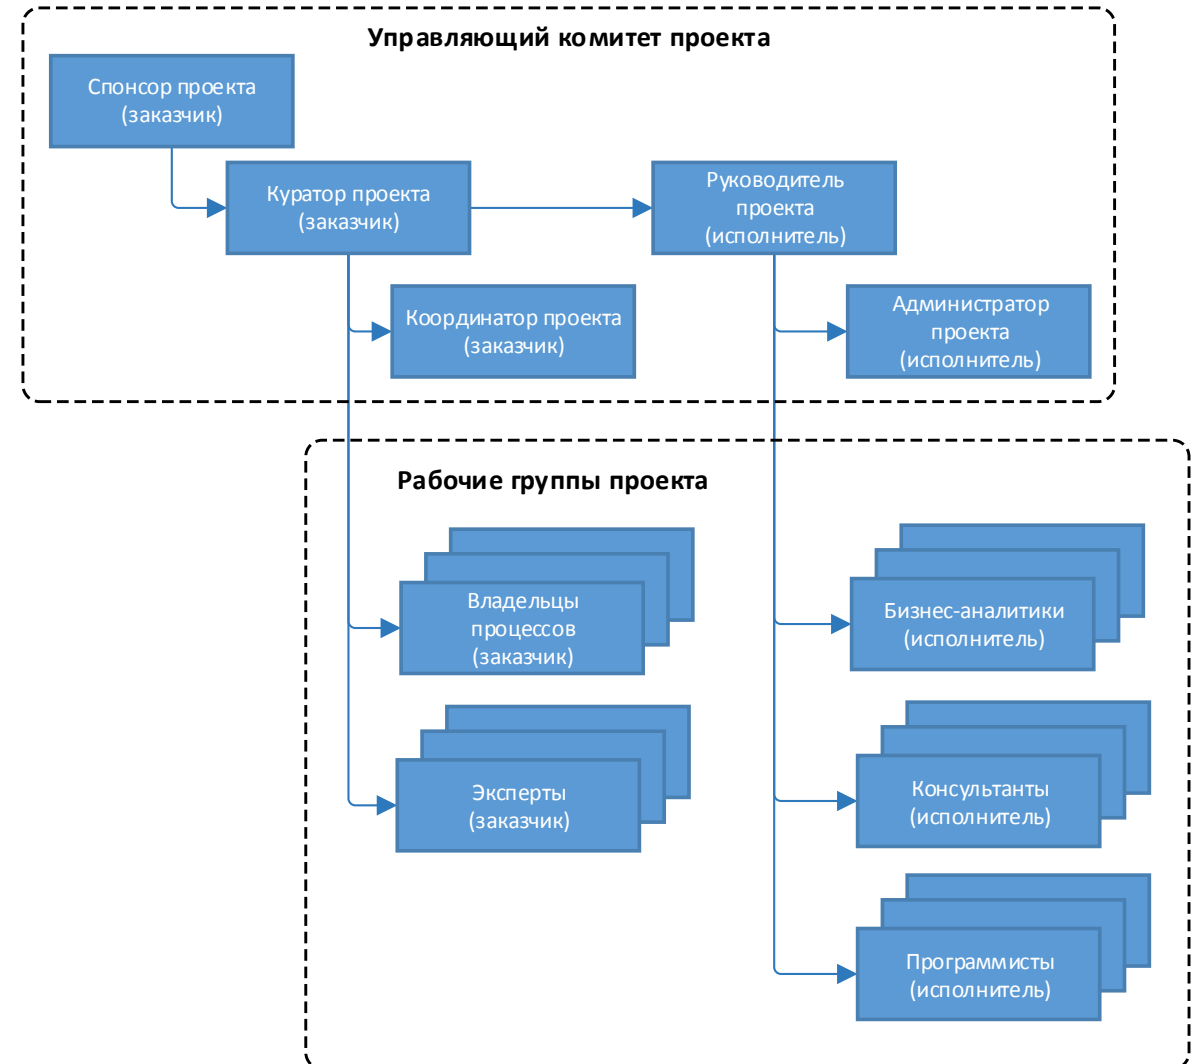 Управляющий комитет проекта
Спонсор проекта
(заказчик)
Куратор проекта
(заказчик)
Руководитель
проекта
(исполнитель)
Координатор проекта
(заказчик)
Администратор
проекта
(исполнитель)
Рабочие группы проекта
Владельцы
процессов
(заказчик)
Бизнес-аналитики
(исполнитель)
Эксперты
(заказчик)
Консультанты
(исполнитель)
Программисты
(исполнитель)